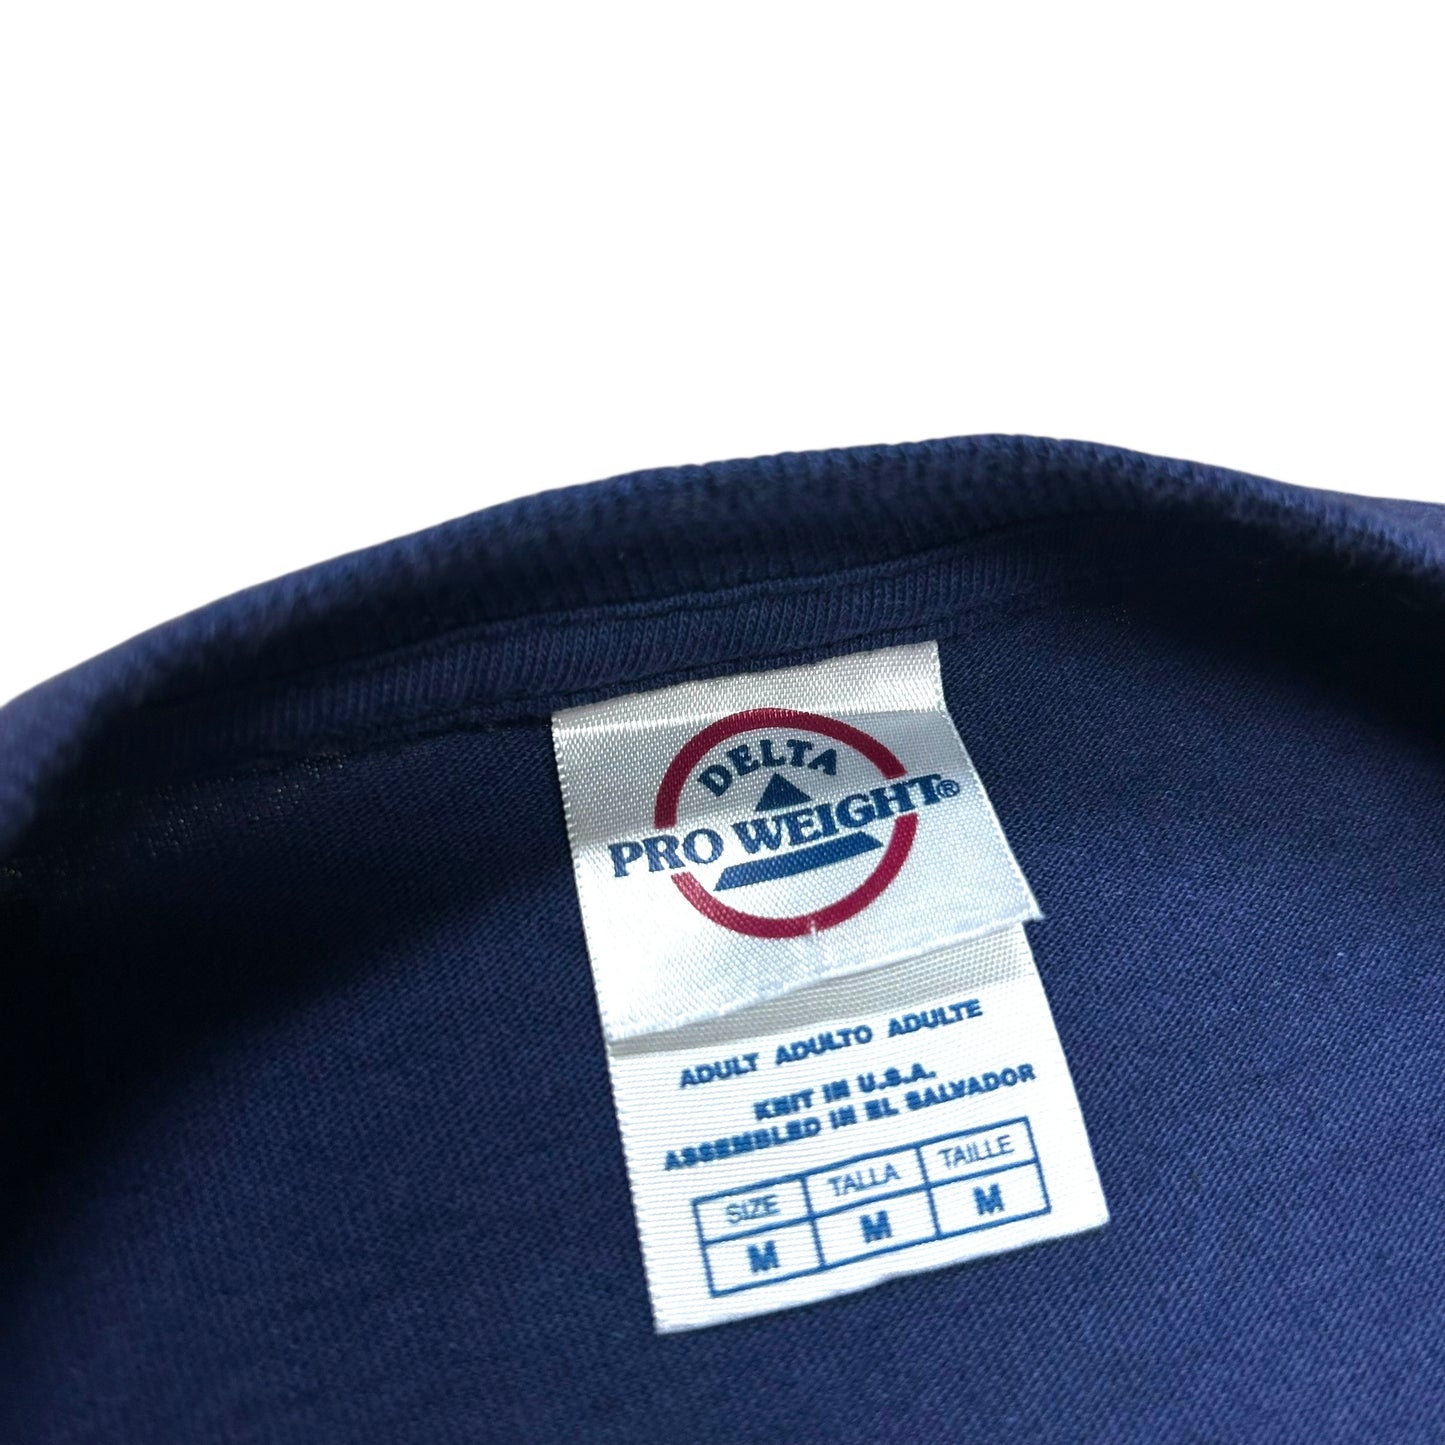 DELTA
PRO WEIGHT®
ADULT ADULTO ADULTE
KNIT IN U.S.A.
ASSEMBLED IN EL SALVADOR
SIZE TALLA TAILLE
M M M